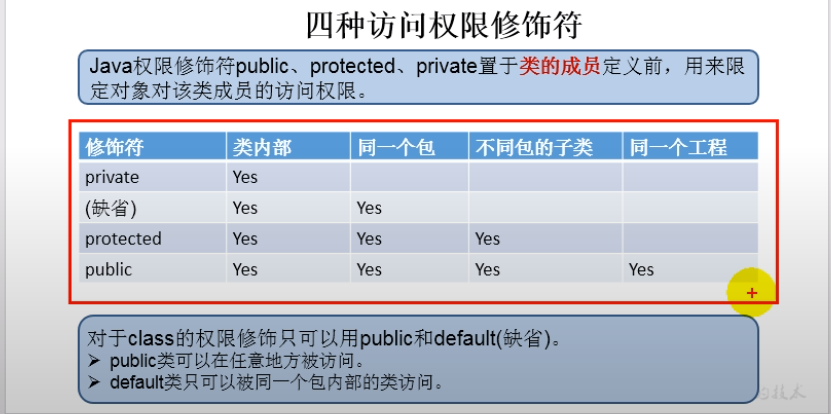 四种访问权限修饰符
Java权限修饰符public、protected、private置于类的成员定义前，用来限
定对象对该类成员的访问权限。
修饰符 类内部 同一个包 不同包的子类 同一个工程
private Yes
(缺省) Yes Yes
protected Yes Yes Yes
public Yes Yes Yes Yes
对于class的权限修饰只可以用public和default(缺省)。
➢ public类可以在任意地方被访问。
➢ default类只可以被同一个包内部的类访问。